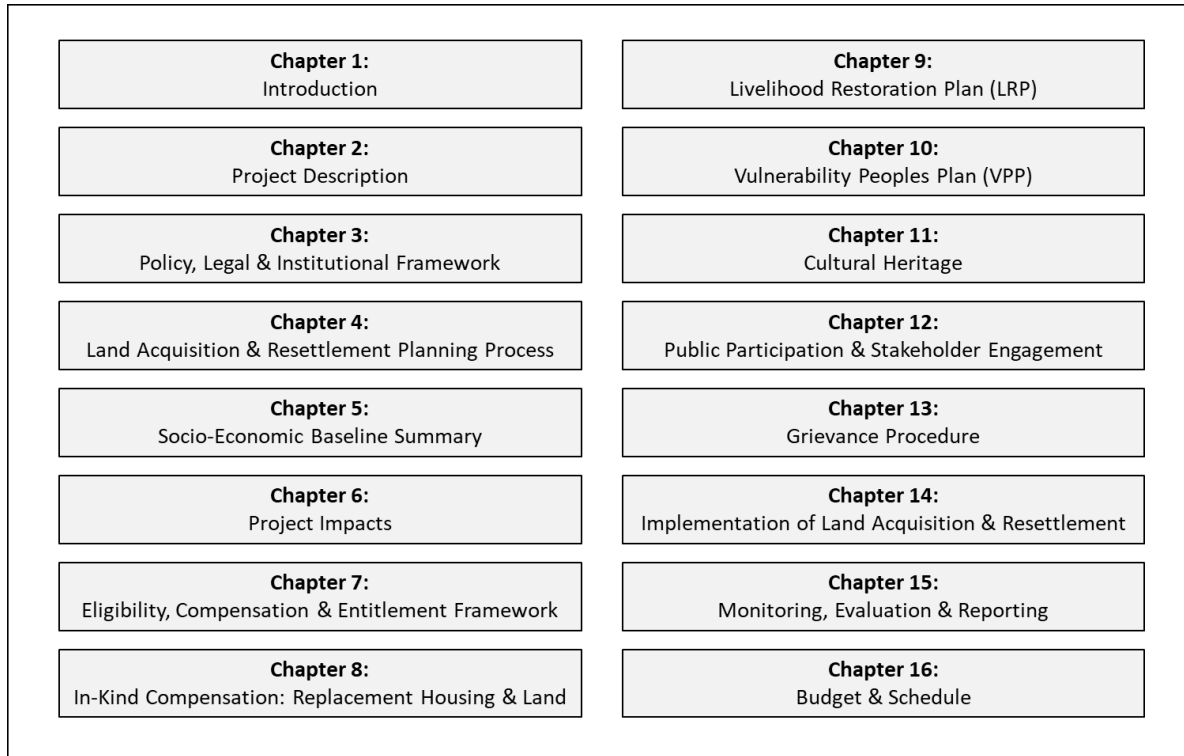 Chapter 1:
Introduction
Chapter 2:
Project Description
Chapter 3:
Policy, Legal & Institutional Framework
Chapter 4:
Land Acquisition & Resettlement Planning Process
Chapter 5:
Socio-Economic Baseline Summary
Chapter 6:
Project Impacts
Chapter 7:
Eligibility, Compensation & Entitlement Framework
Chapter 8:
In-Kind Compensation: Replacement Housing & Land
Chapter 9:
Livelihood Restoration Plan (LRP)
Chapter 10:
Vulnerability Peoples Plan (VPP)
Chapter 11:
Cultural Heritage
Chapter 12:
Public Participation & Stakeholder Engagement
Chapter 13:
Grievance Procedure
Chapter 14:
Implementation of Land Acquisition & Resettlement
Chapter 15:
Monitoring, Evaluation & Reporting
Chapter 16:
Budget & Schedule